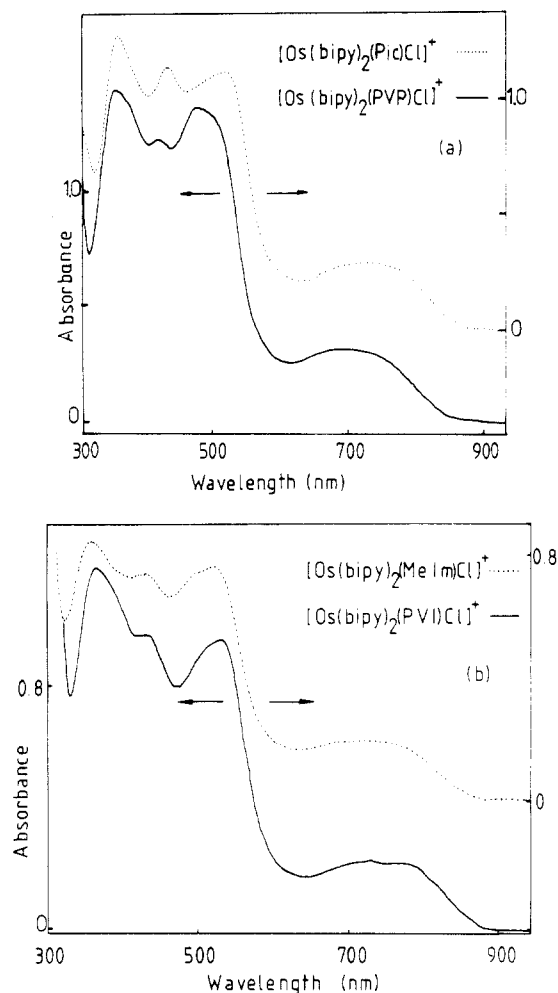 [Os(bipy)2(Pic)Cl]+
[Os(bipy)2(PVP)Cl]+
1.0
(a)
1.0
Absorbance
0
0
300 500 700 900
Wavelength (nm)
[Os(bipy)2(MeIm)Cl]+
0.8
[Os(bipy)2(PVI)Cl]+
(b)
0.8
Absorbance
0
0
300 500 700 900
Wavelength (nm)